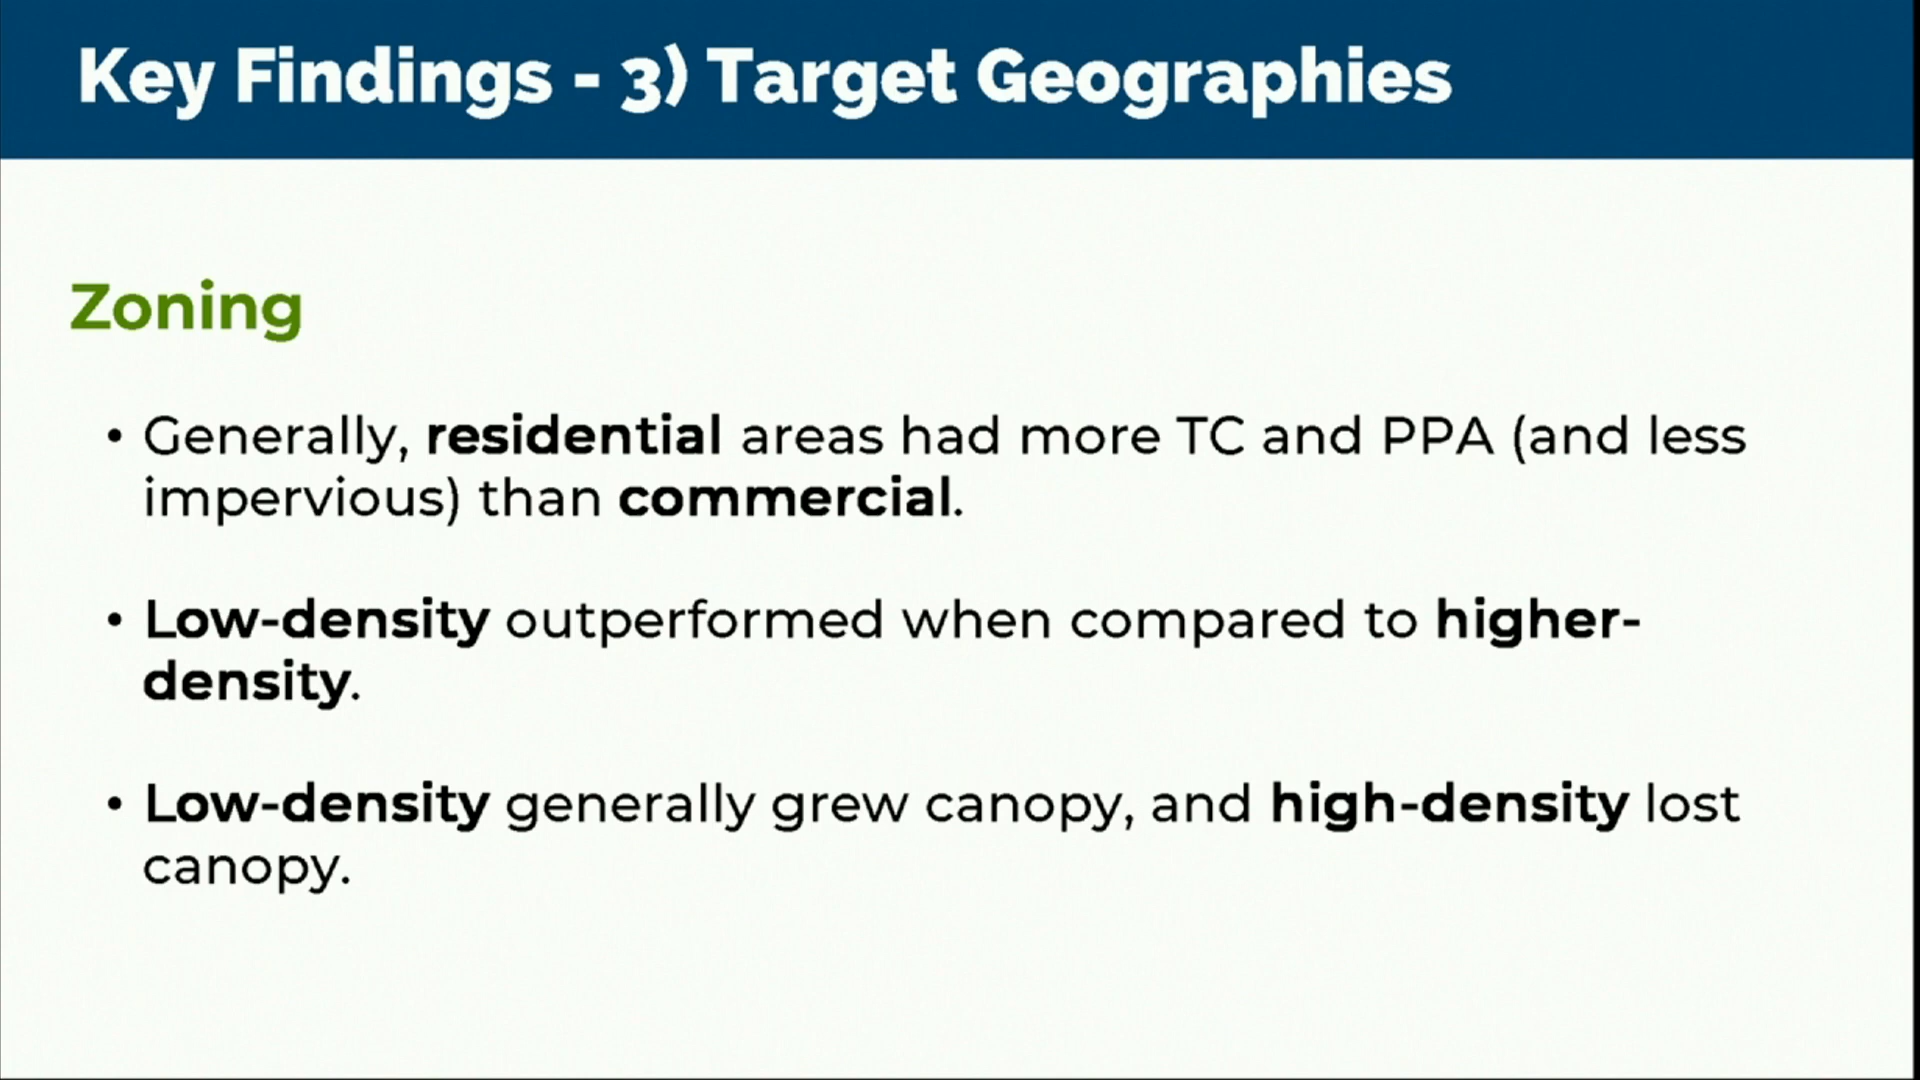 Key Findings - 3) Target Geographies
Zoning
• Generally, residential areas had more TC and PPA (and less
impervious) than commercial.
• Low-density outperformed when compared to higher-
density.
• Low-density generally grew canopy, and high-density lost
canopy.